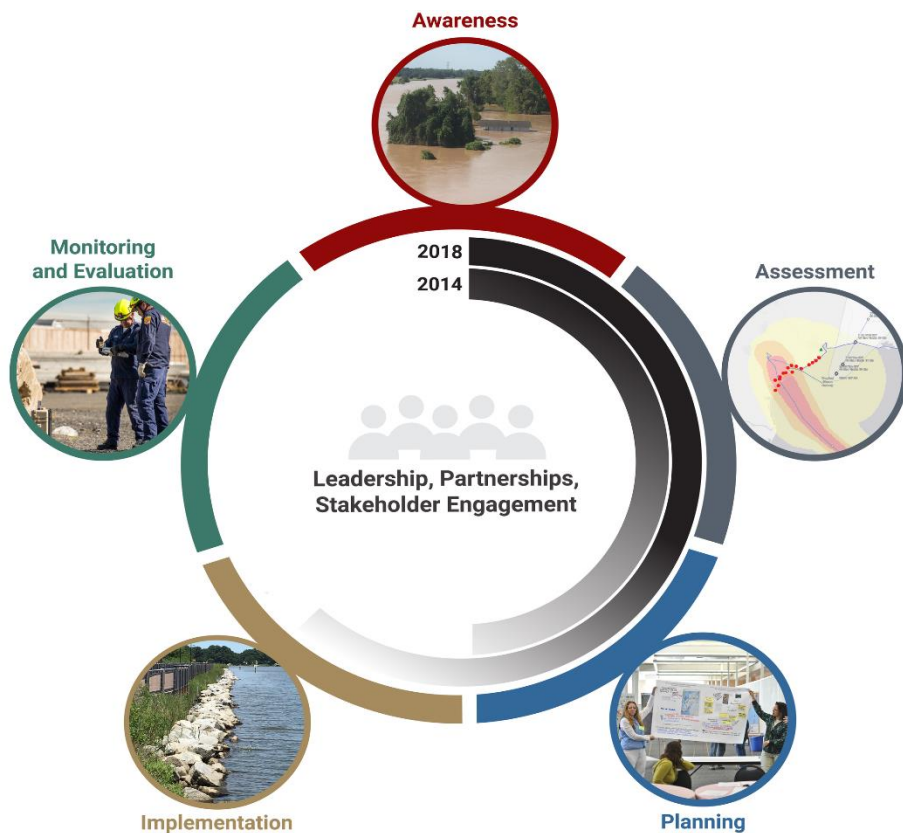 Awareness
Monitoring
and Evaluation
2018
2014
Assessment
Leadership, Partnerships,
Stakeholder Engagement
Implementation
Planning